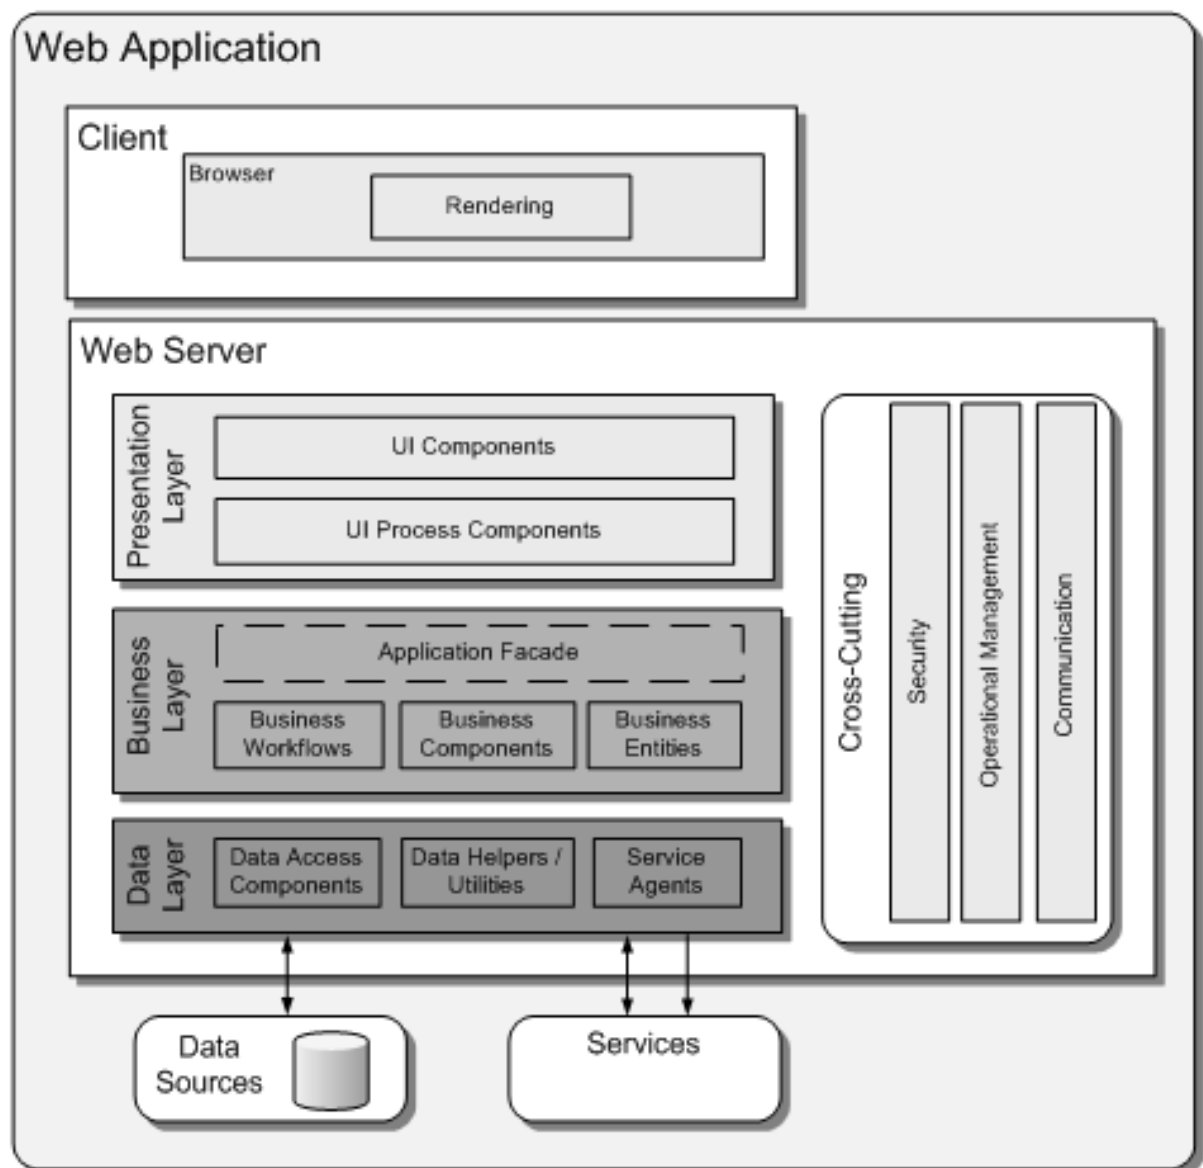 Web Application
Client
Browser
Rendering
Web Server
Presentation
Layer
UI Components
UI Process Components
Business
Layer
Application Facade
Business
Workflows
Business
Components
Business
Entities
Data
Layer
Data Access
Components
Data Helpers /
Utilities
Service
Agents
Cross-Cutting
Security
Operational Management
Communication
Data
Sources
Services